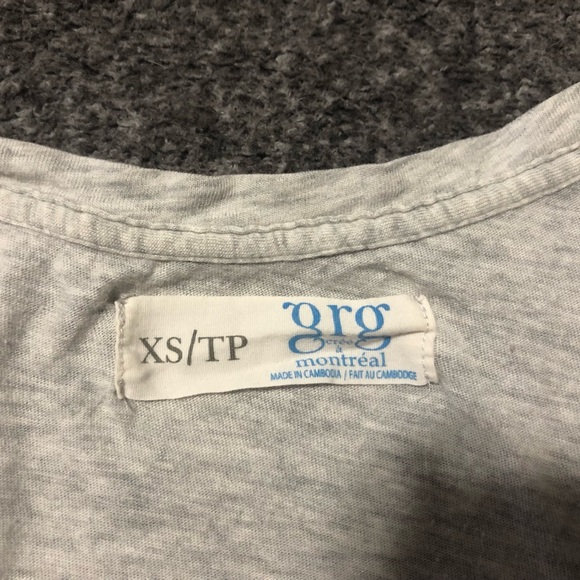 XS/TP
grg
créé
à
montréal
MADE IN CAMBODIA / FAIT AU CAMBODGE